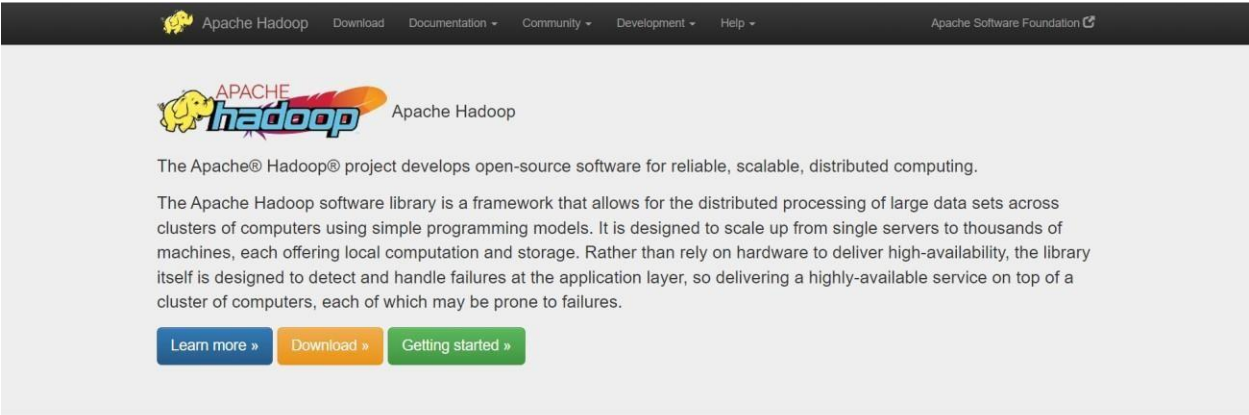 Apache Hadoop Download Documentation Community Development Help Apache Software Foundation
APACHE
hadoop
Apache Hadoop
The Apache® Hadoop® project develops open-source software for reliable, scalable, distributed computing.
The Apache Hadoop software library is a framework that allows for the distributed processing of large data sets across
clusters of computers using simple programming models. It is designed to scale up from single servers to thousands of
machines, each offering local computation and storage. Rather than rely on hardware to deliver high-availability, the library
itself is designed to detect and handle failures at the application layer, so delivering a highly-available service on top of a
cluster of computers, each of which may be prone to failures.
Learn more » Download » Getting started »